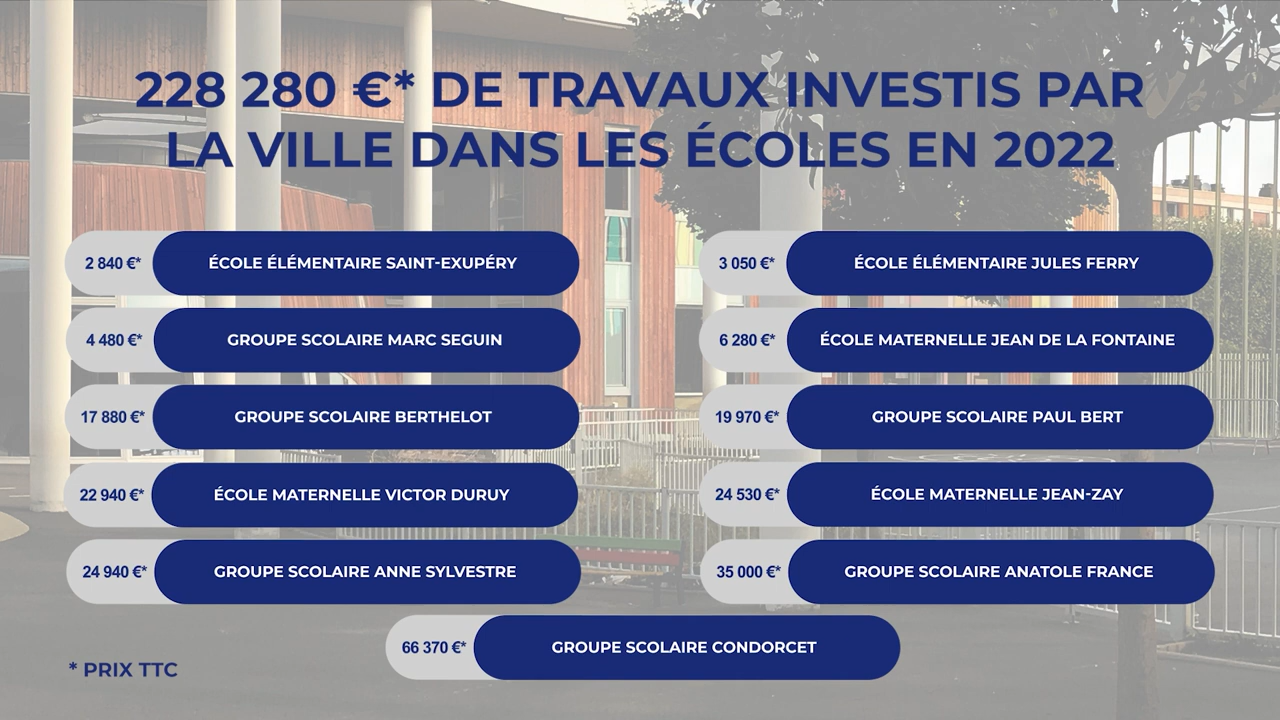 228 280 €* DE TRAVAUX INVESTIS PAR
LA VILLE DANS LES ÉCOLES EN 2022
2 840 €* ÉCOLE ÉLÉMENTAIRE SAINT-EXUPÉRY
3 050 €* ÉCOLE ÉLÉMENTAIRE JULES FERRY
4 480 €* GROUPE SCOLAIRE MARC SEGUIN
6 280 €* ÉCOLE MATERNELLE JEAN DE LA FONTAINE
17 880 €* GROUPE SCOLAIRE BERTHELOT
19 970 €* GROUPE SCOLAIRE PAUL BERT
22 940 €* ÉCOLE MATERNELLE VICTOR DURUY
24 530 €* ÉCOLE MATERNELLE JEAN-ZAY
24 940 €* GROUPE SCOLAIRE ANNE SYLVESTRE
35 000 €* GROUPE SCOLAIRE ANATOLE FRANCE
66 370 €* GROUPE SCOLAIRE CONDORCET
* PRIX TTC